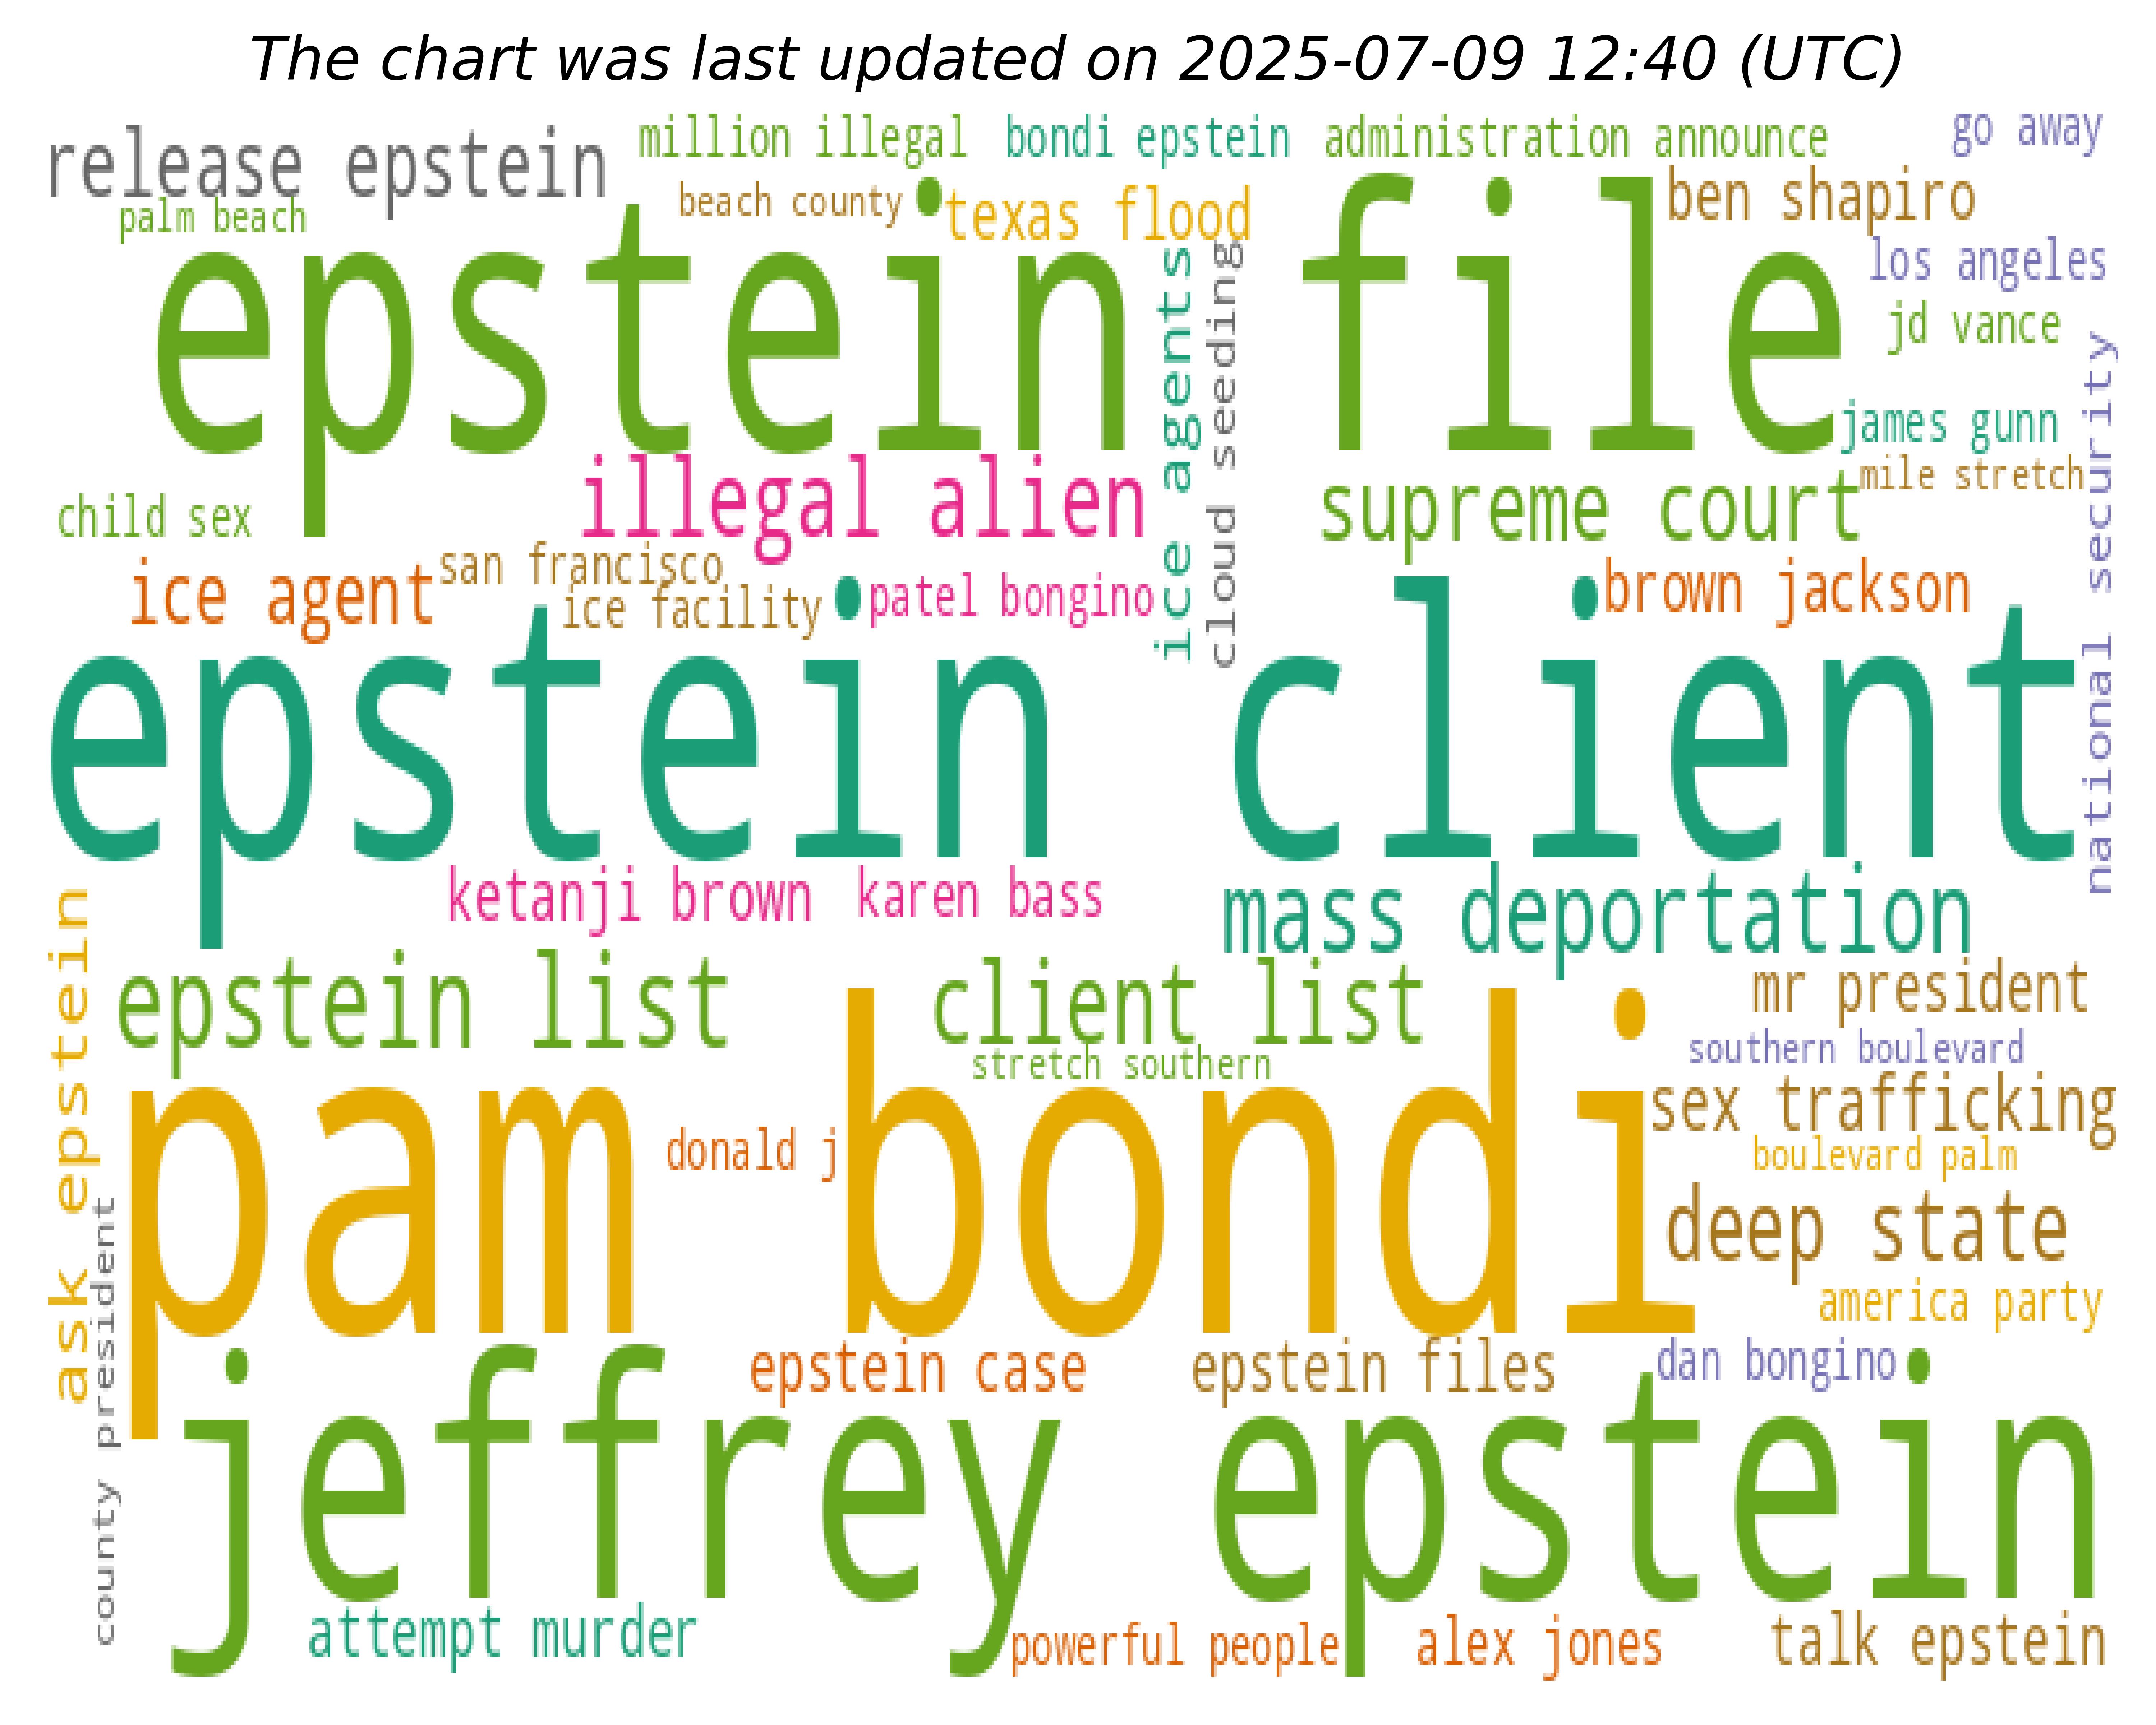 The chart was last updated on 2025-07-09 12:40 (UTC)
release epstein
million illegal
bondi epstein
administration announce
go away
palm beach
beach county
texas flood
ben shapiro
epstein file
los angeles
jd vance
ice agents
cloud seeding
james gunn
national security
child sex
illegal alien
supreme court
mile stretch
ice agent
san francisco
ice facility
patel bongino
brown jackson
epstein client
ketanji brown
karen bass
mass deportation
ask epstein
epstein list
client list
mr president
stretch southern
southern boulevard
pam bondi
donald j
sex trafficking
boulevard palm
deep state
county president
america party
epstein case
epstein files
dan bongino
jeffrey epstein
attempt murder
powerful people
alex jones
talk epstein